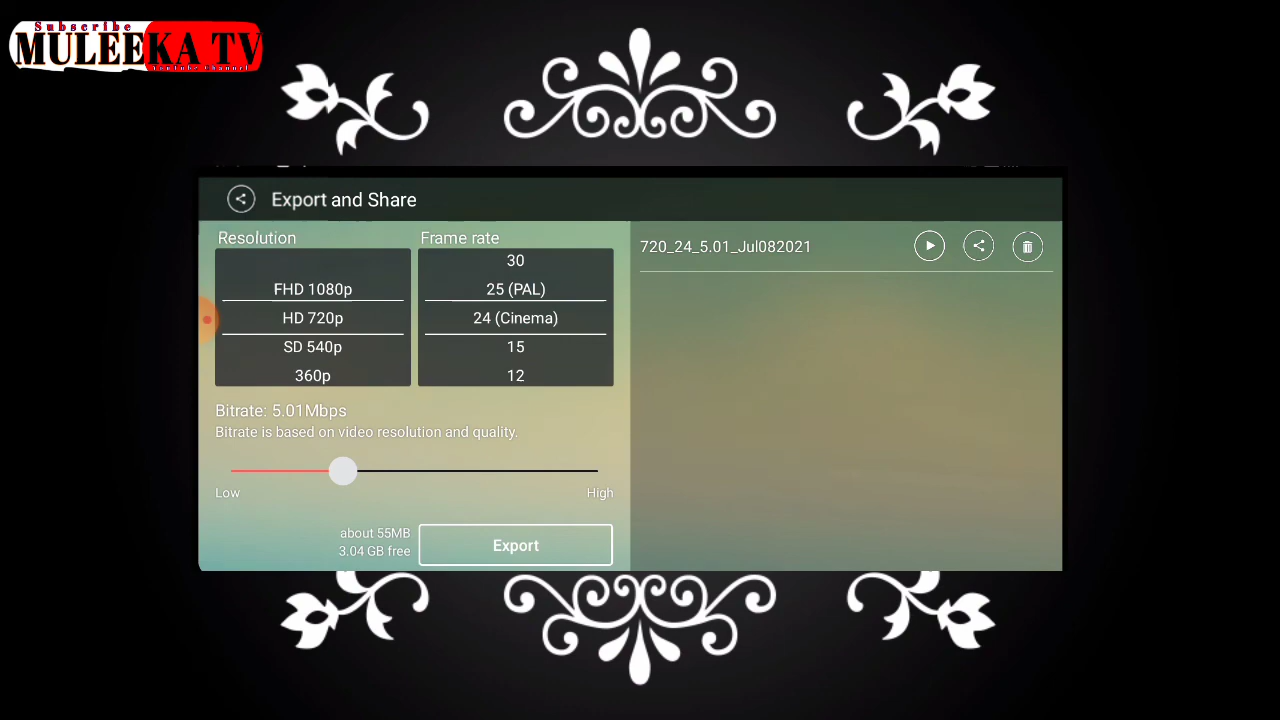 Subscribe
MULEEKA TV
Youtube Channel
Export and Share
Resolution
FHD 1080p
HD 720p
SD 540p
360p
Frame rate
30
25 (PAL)
24 (Cinema)
15
12
Bitrate: 5.01Mbps
Bitrate is based on video resolution and quality.
Low
High
about 55MB
3.04 GB free
Export
720_24_5.01_Jul082021